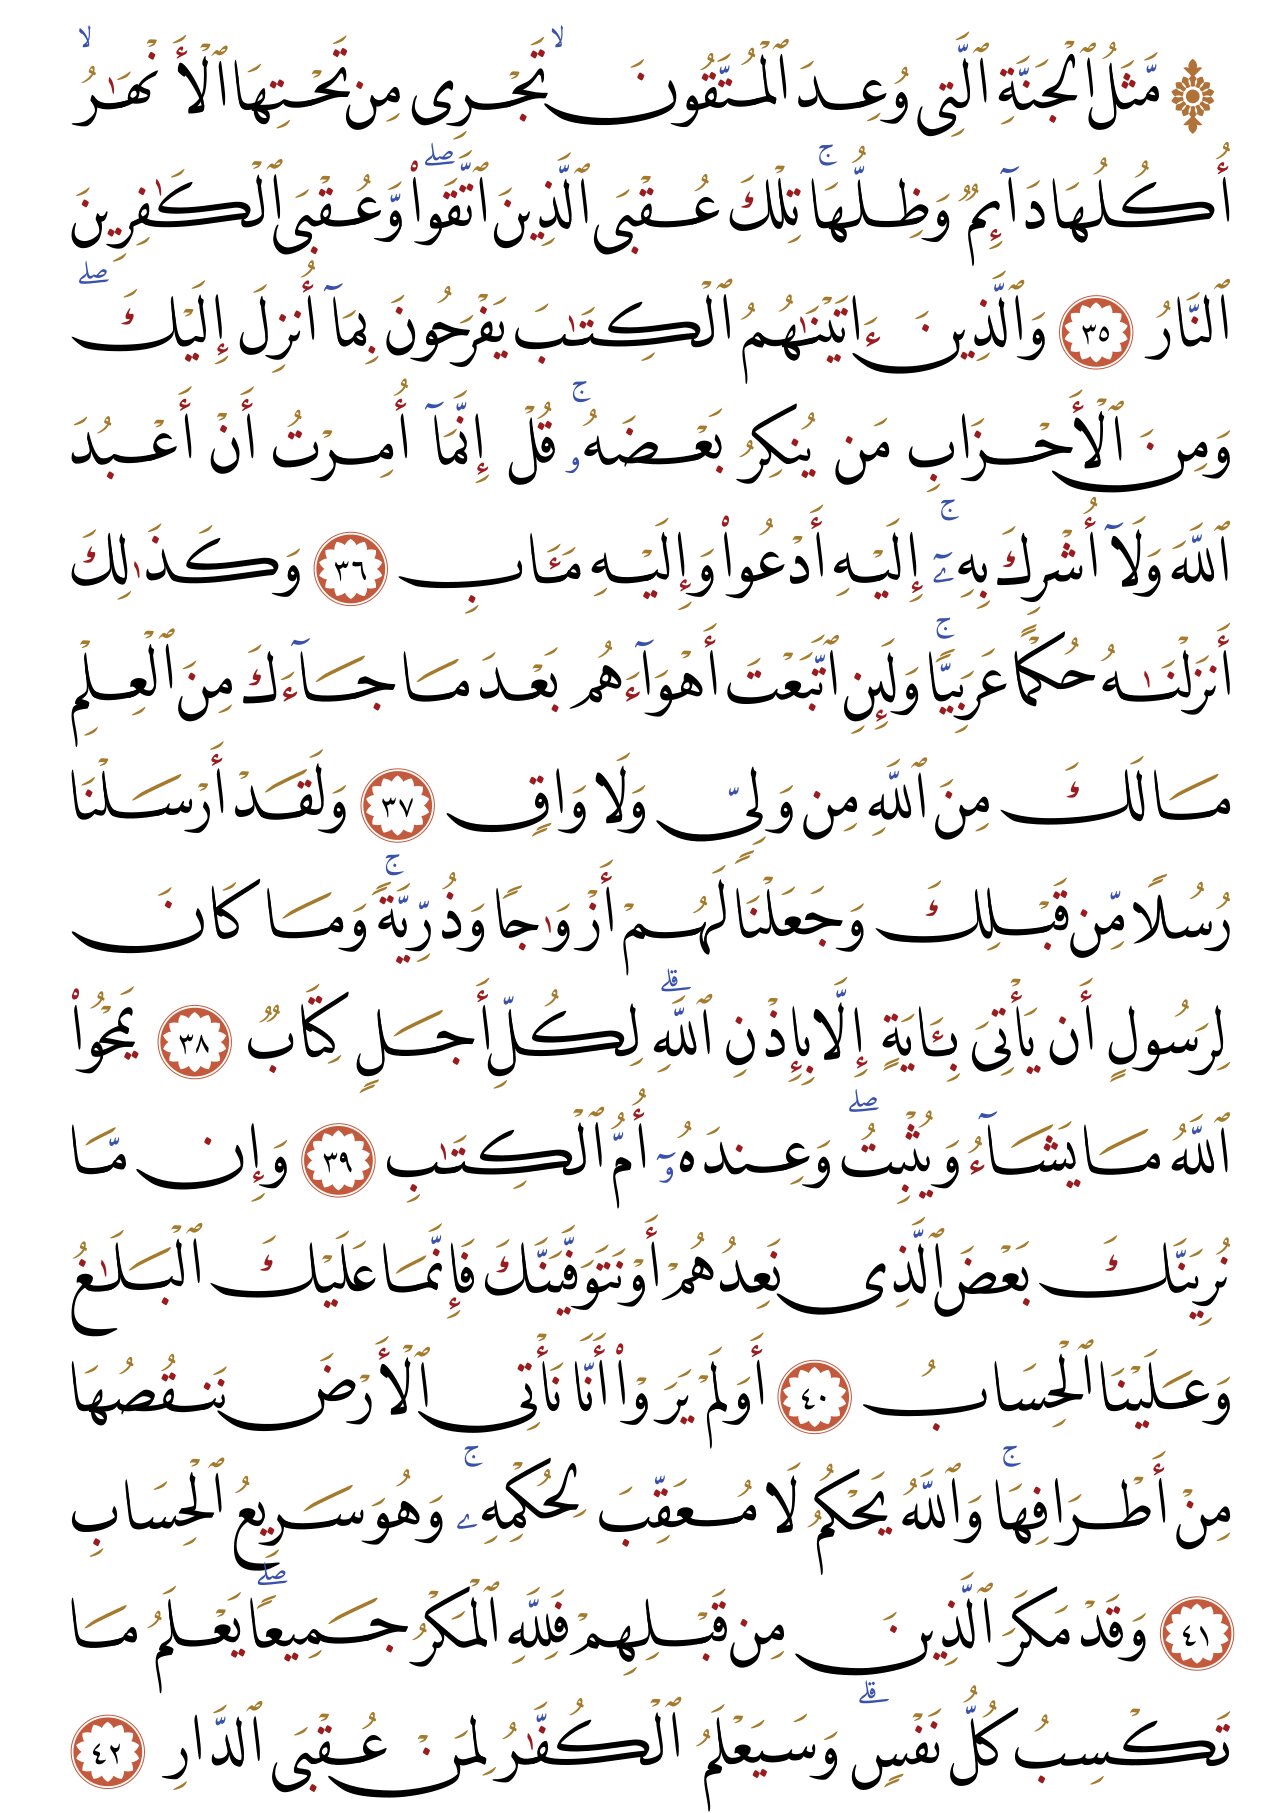 ۞ مَّثَلُ ٱلْجَنَّةِ ٱلَّتِى وُعِدَ ٱلْمُتَّقُونَ ۙ تَجْرِى مِن تَحْتِهَا ٱلْأَنْهَـٰرُ ۙ
أُكُلُهَا دَآئِمٌ وَظِلُّهَا ۚ تِلْكَ عُقْبَى ٱلَّذِينَ ٱتَّقَوا۟ ۖ وَّعُقْبَى ٱلْكَـٰفِرِينَ
ٱلنَّارُ ٣٥ وَٱلَّذِينَ ءَاتَيْنَـٰهُمُ ٱلْكِتَـٰبَ يَفْرَحُونَ بِمَآ أُنزِلَ إِلَيْكَ ۖ
وَمِنَ ٱلْأَحْزَابِ مَن يُنكِرُ بَعْضَهُۥ ۚ قُلْ إِنَّمَآ أُمِرْتُ أَنْ أَعْبُدَ
ٱللَّهَ وَلَآ أُشْرِكَ بِهِۦٓ ۚ إِلَيْهِ أَدْعُوا۟ وَإِلَيْهِ مَـَٔابِ ٣٦ وَكَذَٰلِكَ
أَنزَلْنَـٰهُ حُكْمًا عَرَبِيًّا ۚ وَلَئِنِ ٱتَّبَعْتَ أَهْوَآءَهُم بَعْدَ مَا جَآءَكَ مِنَ ٱلْعِلْمِ
مَا لَكَ مِنَ ٱللَّهِ مِن وَلِىٍّ وَلَا وَاقٍ ٣٧ وَلَقَدْ أَرْسَلْنَا
رُسُلًا مِّن قَبْلِكَ وَجَعَلْنَا لَهُمْ أَزْوَٰجًا وَذُرِّيَّةً ۚ وَمَا كَانَ
لِرَسُولٍ أَن يَأْتِىَ بِـَٔايَةٍ إِلَّا بِإِذْنِ ٱللَّهِ ۗ لِكُلِّ أَجَلٍ كِتَابٌ ٣٨ يَمْحُوا۟
ٱللَّهُ مَا يَشَآءُ وَيُثْبِتُ ۖ وَعِندَهُۥٓ أُمُّ ٱلْكِتَـٰبِ ٣٩ وَإِن مَّا
نُرِيَنَّكَ بَعْضَ ٱلَّذِى نَعِدُهُمْ أَوْ نَتَوَفَّيَنَّكَ فَإِنَّمَا عَلَيْكَ ٱلْبَلَـٰغُ
وَعَلَيْنَا ٱلْحِسَابُ ٤٠ أَوَلَمْ يَرَوْا۟ أَنَّا نَأْتِى ٱلْأَرْضَ نَنقُصُهَا
مِنْ أَطْرَافِهَا ۚ وَٱللَّهُ يَحْكُمُ لَا مُعَقِّبَ لِحُكْمِهِۦ ۚ وَهُوَ سَرِيعُ ٱلْحِسَابِ
٤١ وَقَدْ مَكَرَ ٱلَّذِينَ مِن قَبْلِهِمْ فَلِلَّهِ ٱلْمَكْرُ جَمِيعًا ۖ يَعْلَمُ مَا
تَكْسِبُ كُلُّ نَفْسٍ ۗ وَسَيَعْلَمُ ٱلْكُفَّـٰرُ لِمَنْ عُقْبَى ٱلدَّارِ ٤٢